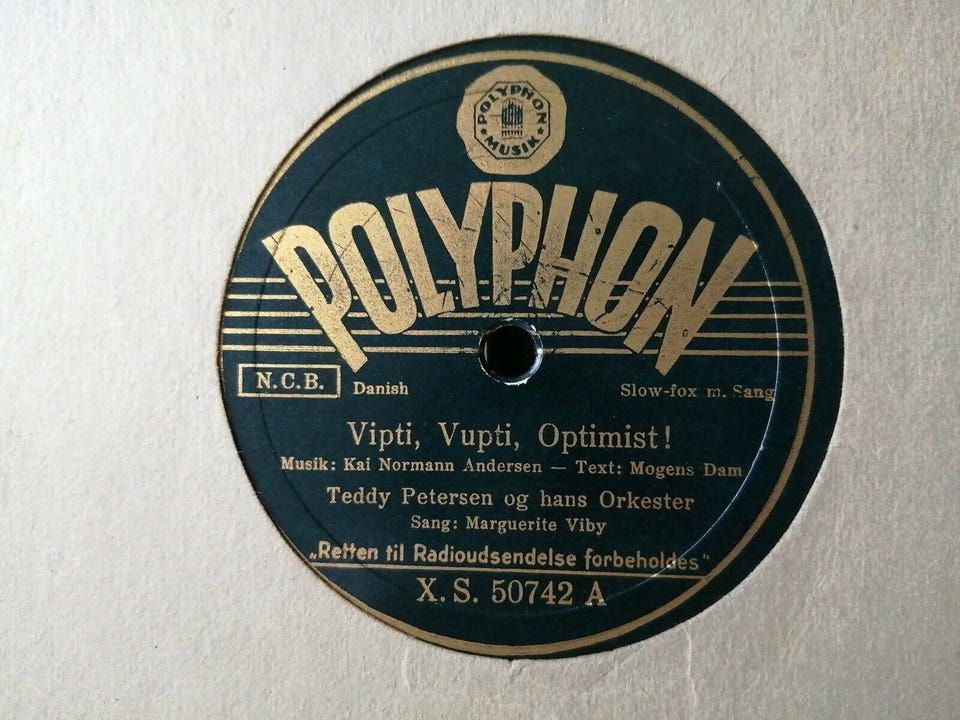 POLYPHON
MUSIK
POLYPHON
N.C.B. Danish Slow-fox m. Sang
Vipti, Vupti, Optimist!
Musik: Kai Normann Andersen — Text: Mogens Dam
Teddy Petersen og hans Orkester
Sang: Marguerite Viby
„Retten til Radioudsendelse forbeholdes"
X. S. 50742 A